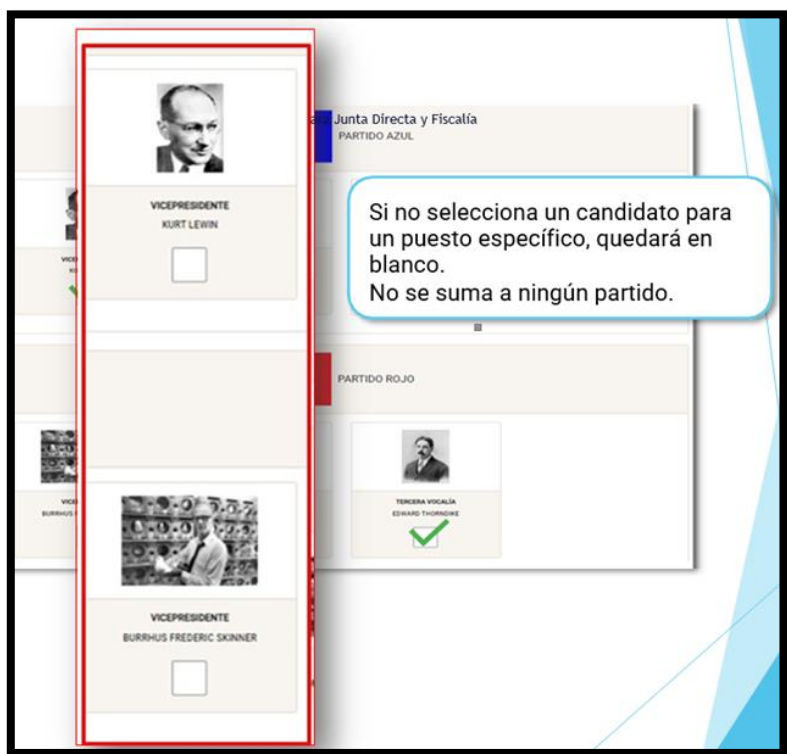 Junta Directa y Fiscalía
PARTIDO AZUL
VICEPRESIDENTE
KURT LEWIN
Si no selecciona un candidato para
un puesto específico, quedará en
blanco.
No se suma a ningún partido.
PARTIDO ROJO
TERCERA VOCALÍA
EDWARD THORNDIKE
VICEPRESIDENTE
BURRHUS FREDERIC SKINNER